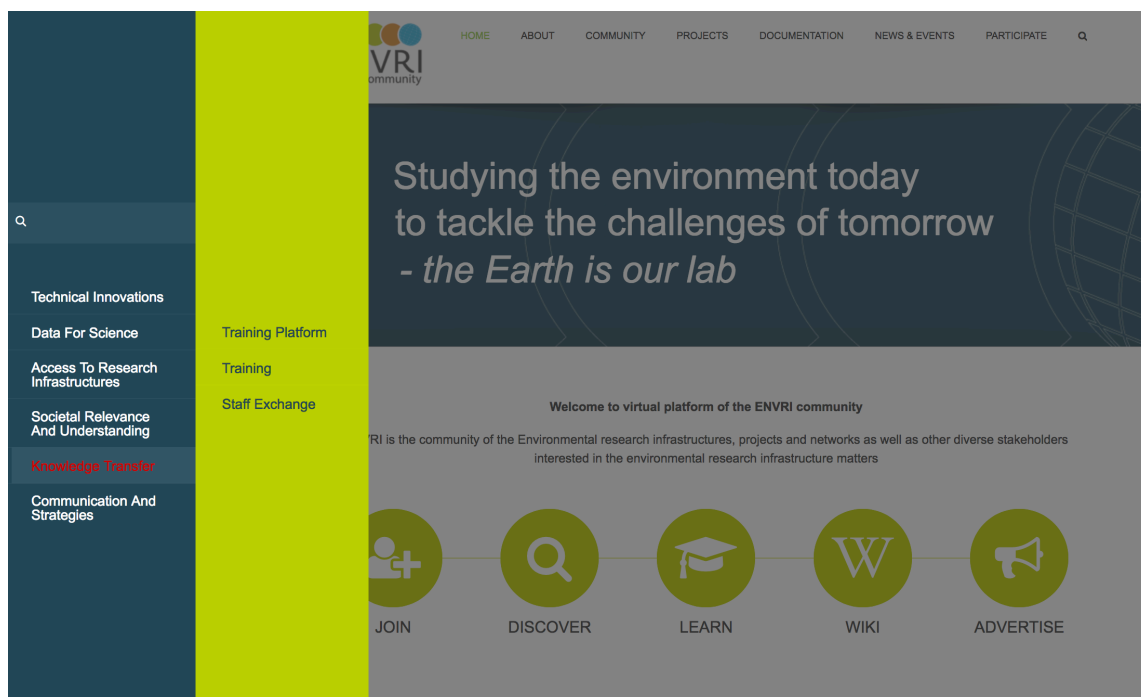 VRI
ommunity
HOME ABOUT COMMUNITY PROJECTS DOCUMENTATION NEWS & EVENTS PARTICIPATE
Studying the environment today
to tackle the challenges of tomorrow
- the Earth is our lab
Technical Innovations
Data For Science
Access To Research
Infrastructures
Societal Relevance
And Understanding
Knowledge Transfer
Communication And
Strategies
Training Platform
Training
Staff Exchange
Welcome to virtual platform of the ENVRI community
RI is the community of the Environmental research infrastructures, projects and networks as well as other diverse stakeholders
interested in the environmental research infrastructure matters
W
JOIN DISCOVER LEARN WIKI ADVERTISE